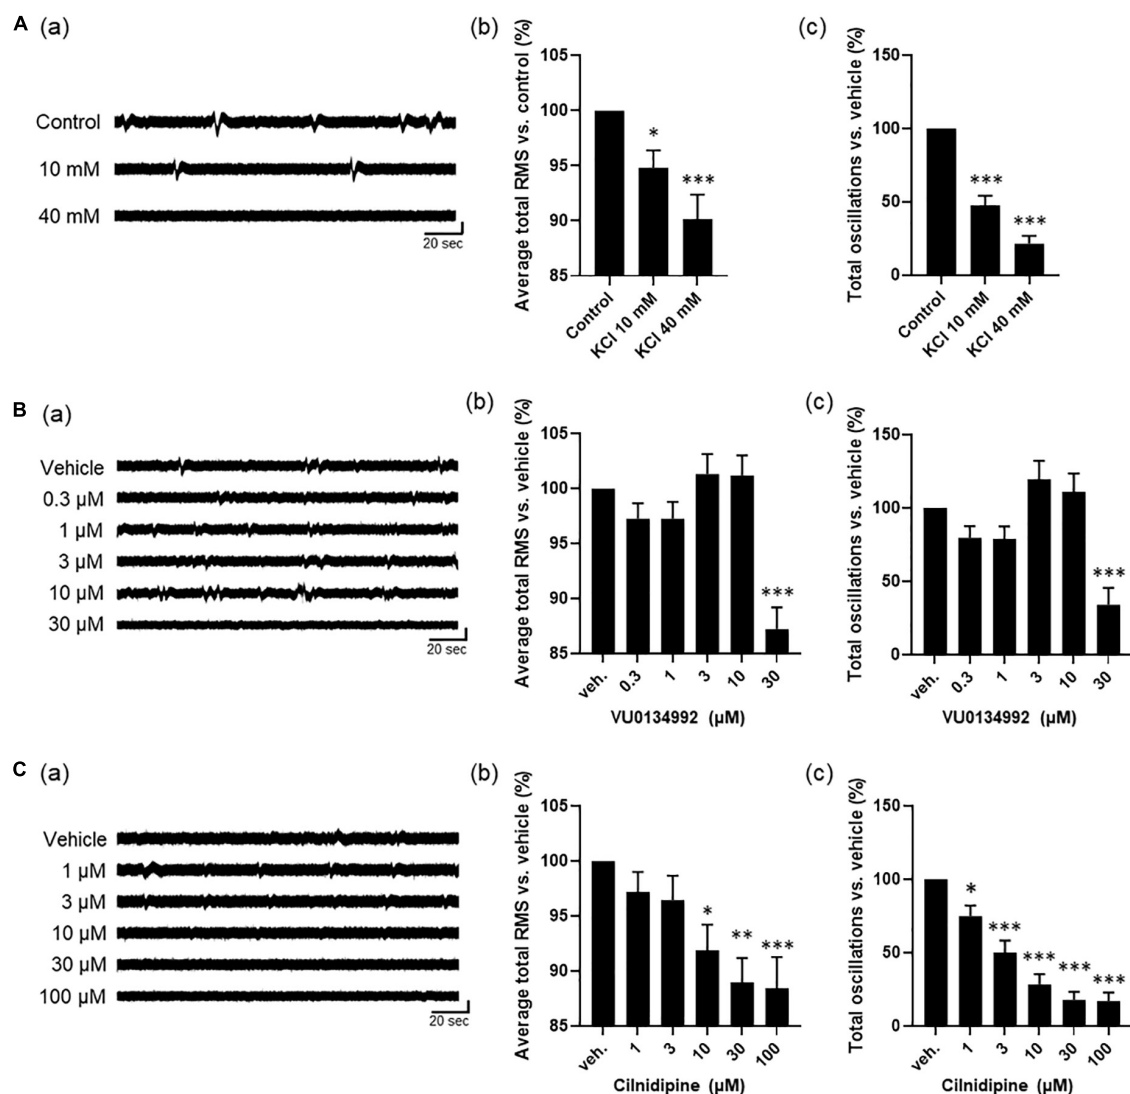 A (a)
Control
10 mM
40 mM
20 sec
(b)
Average total RMS vs. control (%)
105
100
95
90
85
*
***
Control
KCl 10 mM
KCl 40 mM
(c)
Total oscillations vs. vehicle (%)
150
100
50
0
***
***
Control
KCl 10 mM
KCl 40 mM
B (a)
Vehicle
0.3 µM
1 µM
3 µM
10 µM
30 µM
20 sec
(b)
Average total RMS vs. vehicle (%)
105
100
95
90
85
***
veh. 0.3 1 3 10 30
VU0134992 (µM)
(c)
Total oscillations vs. vehicle (%)
150
100
50
0
***
veh. 0.3 1 3 10 30
VU0134992 (µM)
C (a)
Vehicle
1 µM
3 µM
10 µM
30 µM
100 µM
20 sec
(b)
Average total RMS vs. vehicle (%)
105
100
95
90
85
* ** ***
veh. 1 3 10 30 100
Cilnidipine (µM)
(c)
Total oscillations vs. vehicle (%)
150
100
50
0
* *** *** *** ***
veh. 1 3 10 30 100
Cilnidipine (µM)